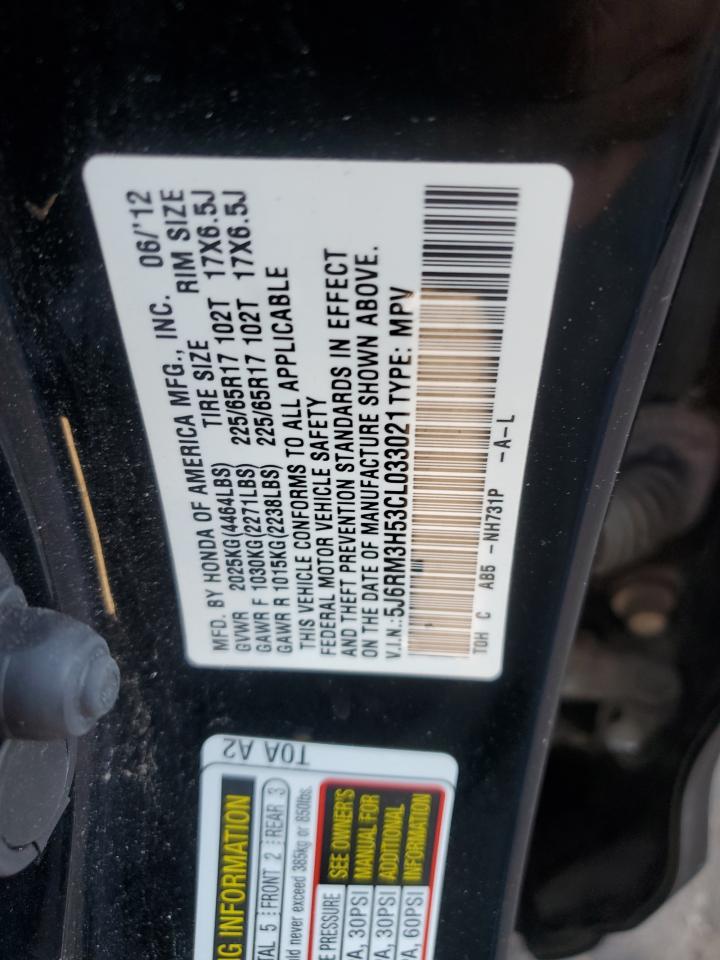 MFD. BY HONDA OF AMERICA MFG., INC. 06/'12
GVWR 2025KG(4464LBS) TIRE SIZE RIM SIZE
GAWR F 1030KG(2271LBS) 225/65R17 102T 17X6.5J
GAWR R 1015KG(2238LBS) 225/65R17 102T 17X6.5J
THIS VEHICLE CONFORMS TO ALL APPLICABLE
FEDERAL MOTOR VEHICLE SAFETY
AND THEFT PREVENTION STANDARDS IN EFFECT
ON THE DATE OF MANUFACTURE SHOWN ABOVE.
V.I.N.:5J6RM3H53CL033021 TYPE: MPV
TOH C AB5 -NH731P -A-L
T0A A2
NG INFORMATION
TAL 5 FRONT 2 REAR 3
ld never exceed 385kg or 850lbs.
E PRESSURE SEE OWNER'S
PA, 30PSI MANUAL FOR
PA, 30PSI ADDITIONAL
PA, 60PSI INFORMATION